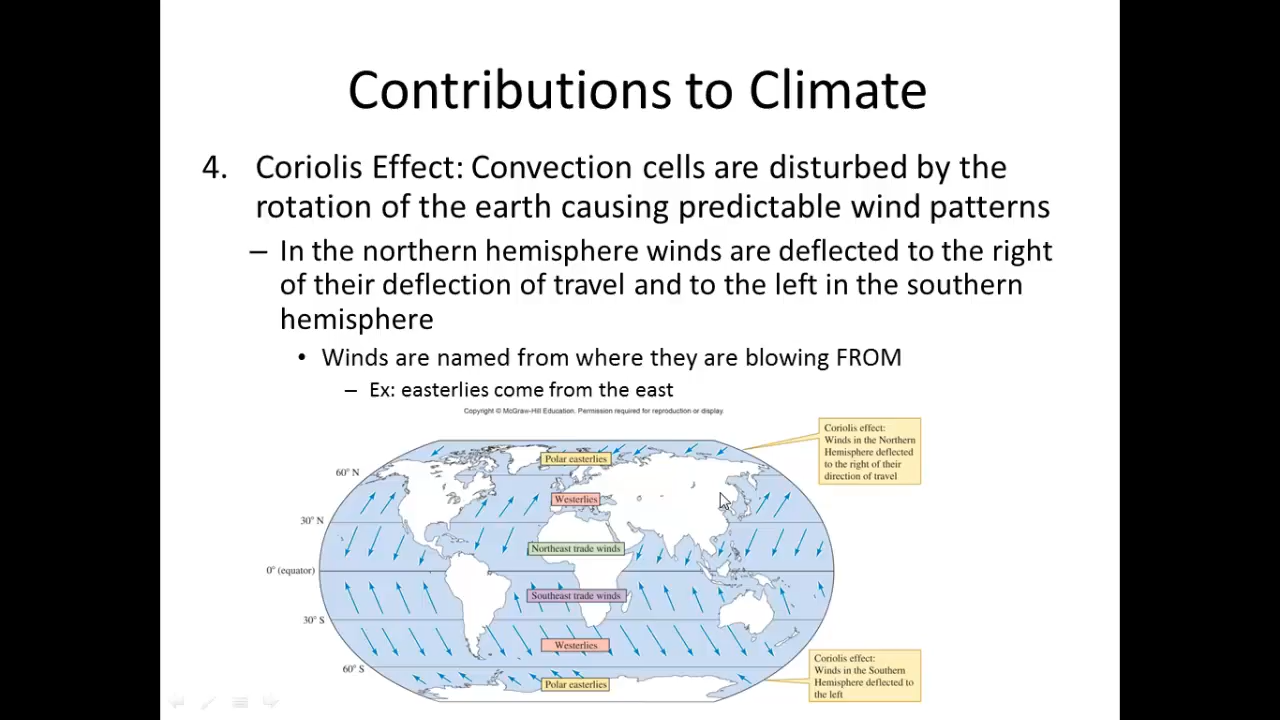 Contributions to Climate
4. Coriolis Effect: Convection cells are disturbed by the
rotation of the earth causing predictable wind patterns
– In the northern hemisphere winds are deflected to the right
of their deflection of travel and to the left in the southern
hemisphere
• Winds are named from where they are blowing FROM
– Ex: easterlies come from the east
Copyright © McGraw-Hill Education. Permission required for reproduction or display.
Coriolis effect:
Winds in the Northern
Hemisphere deflected
to the right of their
direction of travel
Polar easterlies
60° N
Westerlies
30° N
Northeast trade winds
0° (equator)
Southeast trade winds
30° S
Westerlies
60° S
Polar easterlies
Coriolis effect:
Winds in the Southern
Hemisphere deflected to
the left